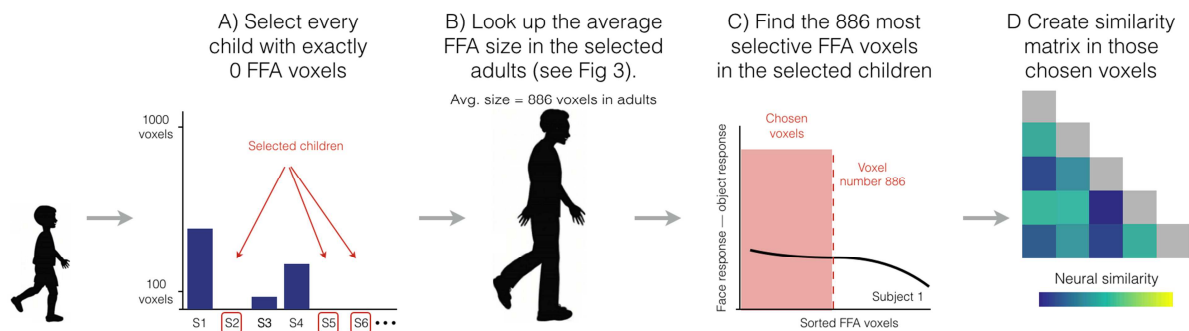 A) Select every
child with exactly
0 FFA voxels
1000
voxels
Selected children
100
voxels
S1 S2 S3 S4 S5 S6 •••
B) Look up the average
FFA size in the selected
adults (see Fig 3).
Avg. size = 886 voxels in adults
C) Find the 886 most
selective FFA voxels
in the selected children
Face response — object response
Chosen
voxels
Voxel
number 886
Subject 1
Sorted FFA voxels
D Create similarity
matrix in those
chosen voxels
Neural similarity